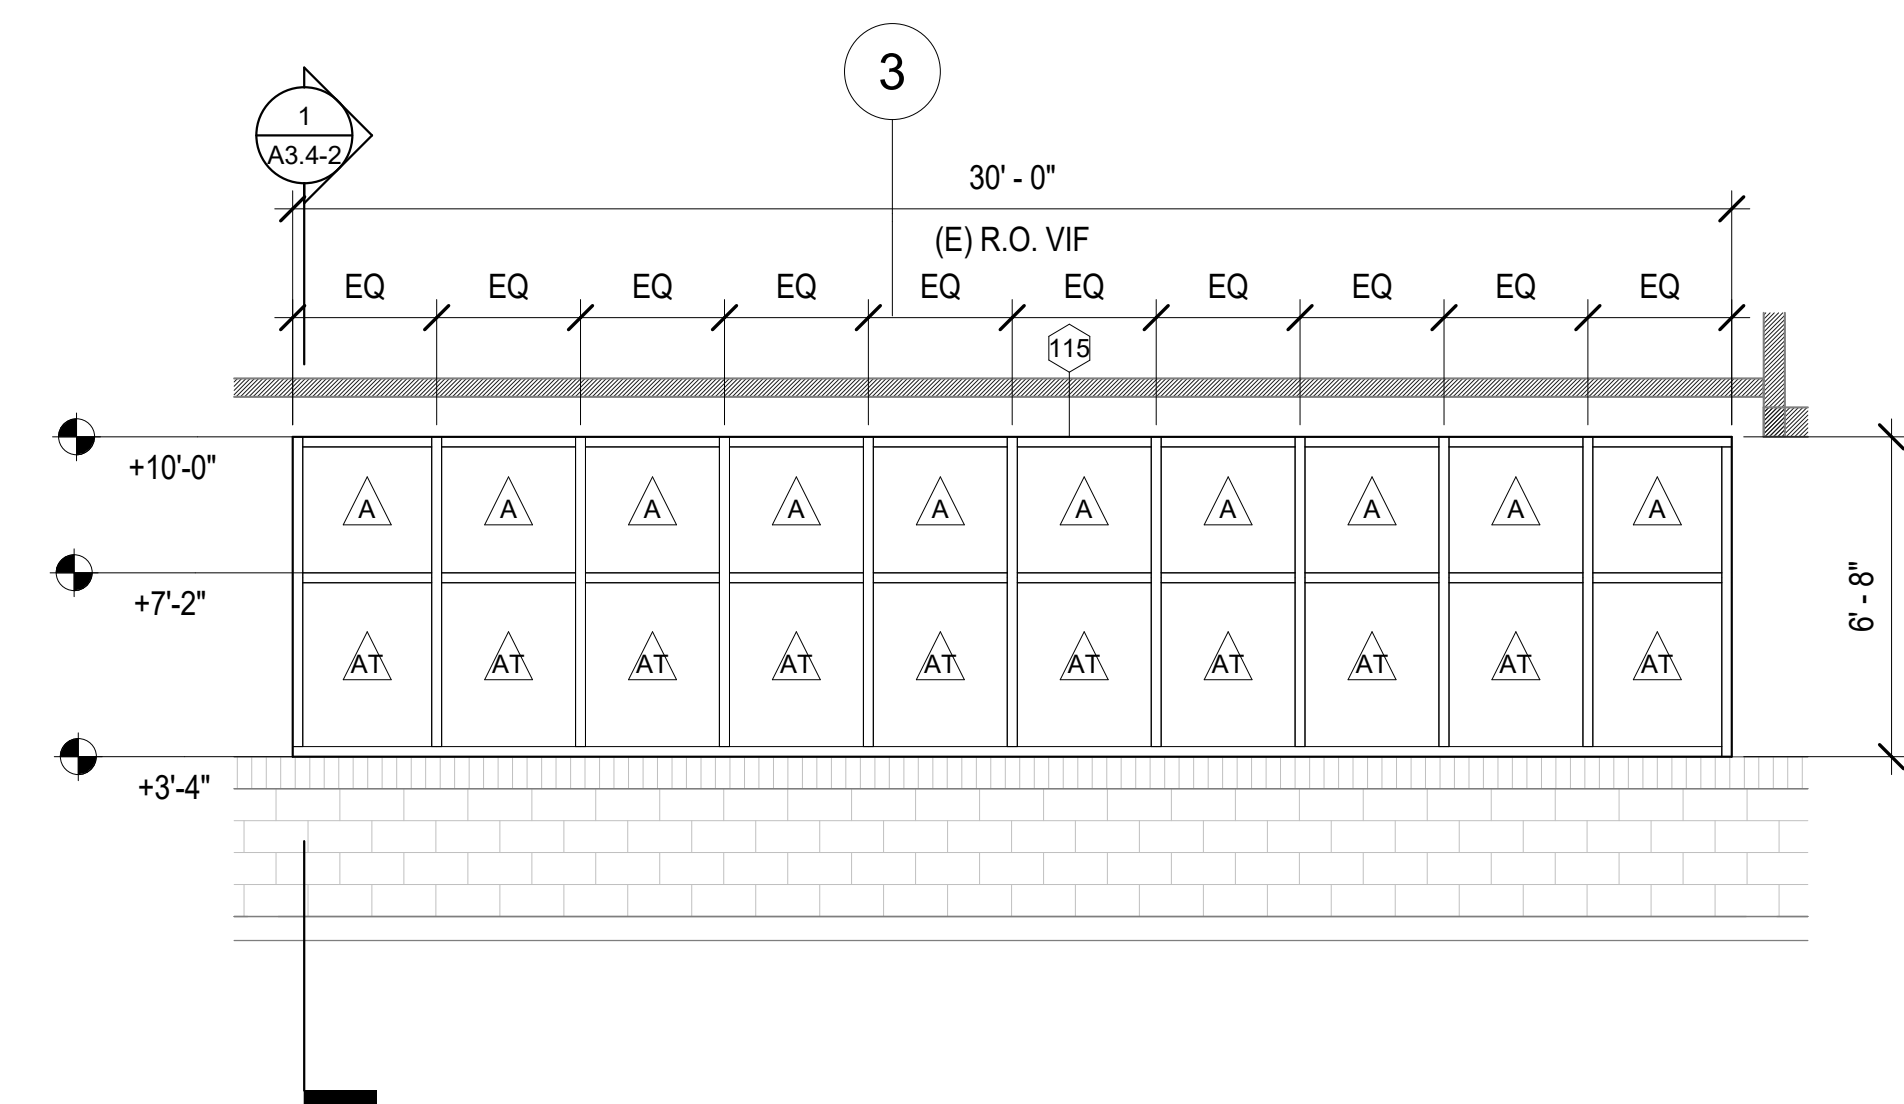 3
1
A3.4-2
30' - 0"
(E) R.O. VIF
EQ EQ EQ EQ EQ EQ EQ EQ EQ EQ
115
+10'-0"
A A A A A A A A A A
+7'-2"
6' - 8"
AT AT AT AT AT AT AT AT AT AT
+3'-4"